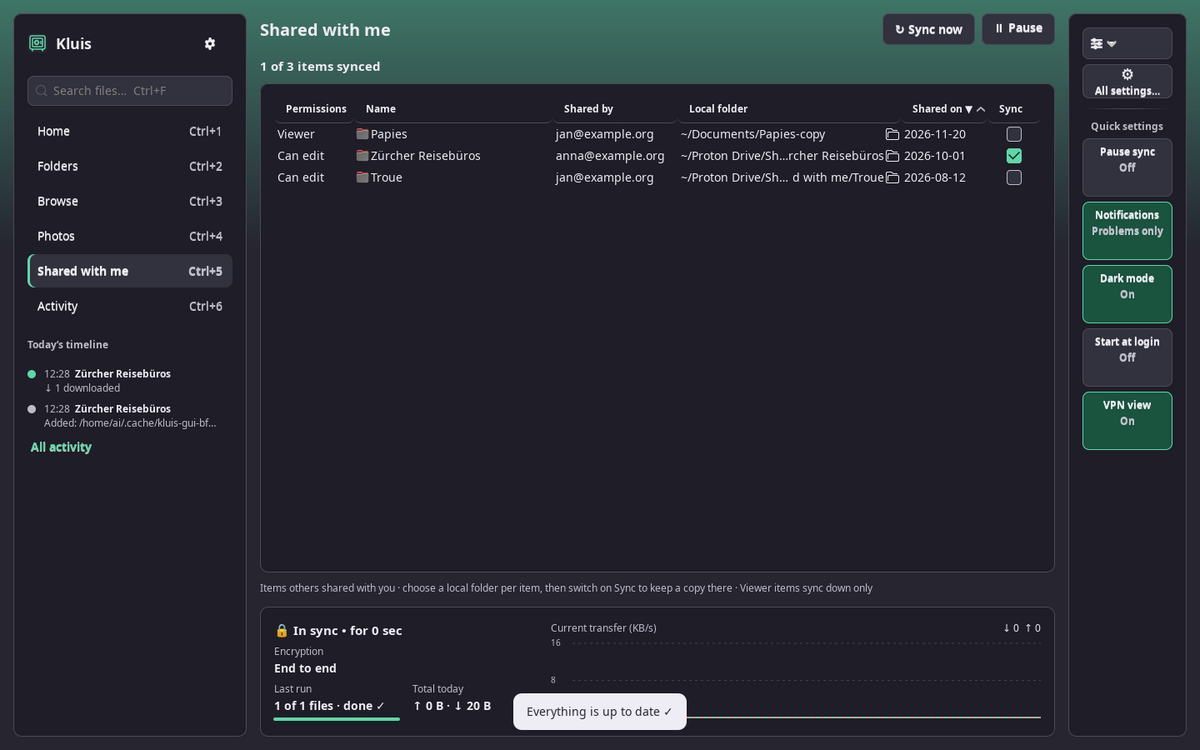 Kluis
Search files... Ctrl+F
Home Ctrl+1
Folders Ctrl+2
Browse Ctrl+3
Photos Ctrl+4
Shared with me Ctrl+5
Activity Ctrl+6
Today's timeline
12:28 Zürcher Reisebüros
↓ 1 downloaded
12:28 Zürcher Reisebüros
Added: /home/ai/.cache/kluis-gui-bf...
All activity
Shared with me
↻ Sync now
⏸ Pause
1 of 3 items synced
Permissions Name Shared by Local folder Shared on ▼ Sync
Viewer Papies jan@example.org ~/Documents/Papies-copy 2026-11-20
Can edit Zürcher Reisebüros anna@example.org ~/Proton Drive/Sh...rcher Reisebüros 2026-10-01
Can edit Troue jan@example.org ~/Proton Drive/Sh... d with me/Troue 2026-08-12
Items others shared with you · choose a local folder per item, then switch on Sync to keep a copy there · Viewer items sync down only
🔒 In sync • for 0 sec
Encryption
End to end
Last run Total today
1 of 1 files · done ✓ ↑ 0 B · ↓ 20 B
Current transfer (KB/s) ↓ 0 ↑ 0
16
8
Everything is up to date ✓
⚙
All settings...
Quick settings
Pause sync
Off
Notifications
Problems only
Dark mode
On
Start at login
Off
VPN view
On